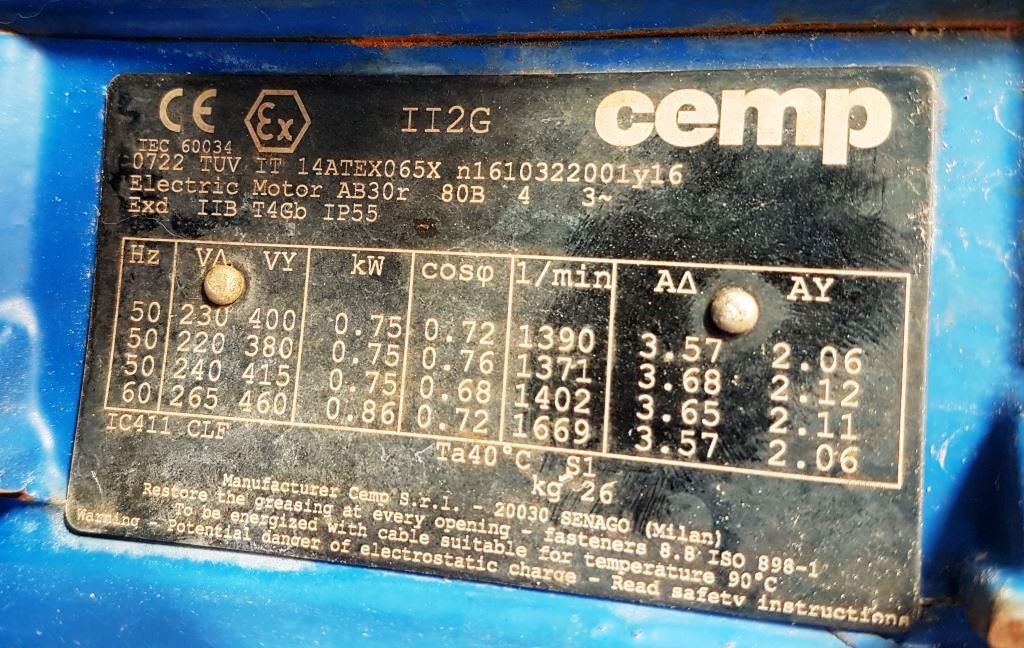 CE Ex II2G cemp
IEC 60034
0722 TUV IT 14ATEX065X n1610322001y16
Electric Motor AB30r 80B 4 3~
Exd IIB T4Gb IP55
Hz VΔ VY kW cosφ 1/min AΔ AY
50 230 400 0.75 0.72 1390 3.57 2.06
50 220 380 0.75 0.76 1371 3.68 2.12
50 240 415 0.75 0.68 1402 3.65 2.11
60 265 460 0.86 0.72 1669 3.57 2.06
IC411 CLF Ta40°C S1
kg 26
Manufacturer Cemp S.r.l. - 20030 SENAGO (Milan)
Restore the greasing at every opening - fasteners 8.8 ISO 898-1
To be energized with cable suitable for temperature 90°C
Warning - Potential danger of electrostatic charge - Read safety instructions